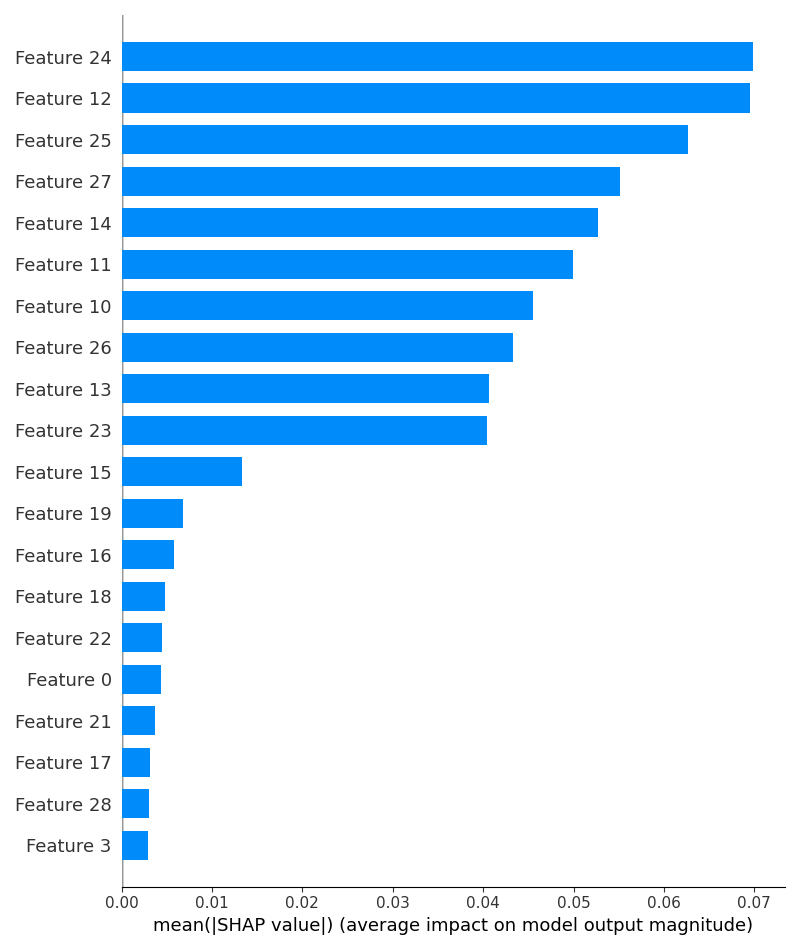 Feature 24
Feature 12
Feature 25
Feature 27
Feature 14
Feature 11
Feature 10
Feature 26
Feature 13
Feature 23
Feature 15
Feature 19
Feature 16
Feature 18
Feature 22
Feature 0
Feature 21
Feature 17
Feature 28
Feature 3
0.00 0.01 0.02 0.03 0.04 0.05 0.06 0.07
mean(|SHAP value|) (average impact on model output magnitude)